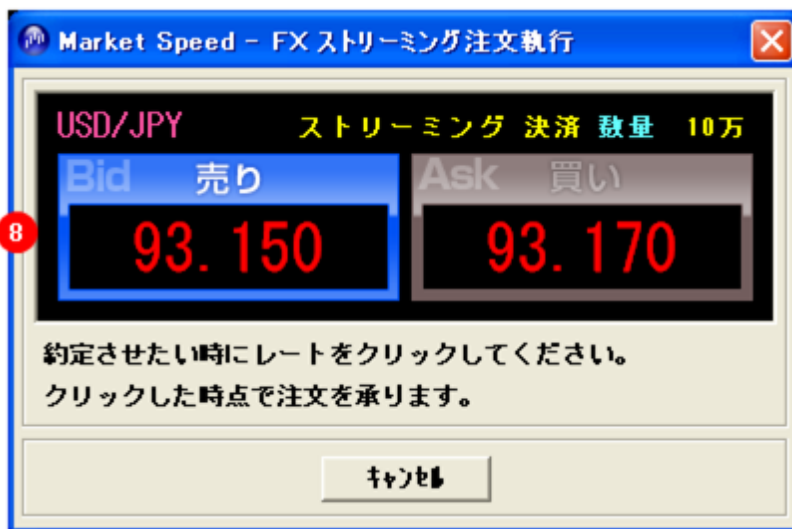 Market Speed - FX ストリーミング注文執行
USD/JPY ストリーミング 決済 数量 10万
Bid 売り Ask 買い
8
93.150 93.170
約定させたい時にレートをクリックしてください。
クリックした時点で注文を承ります。
キャンセル